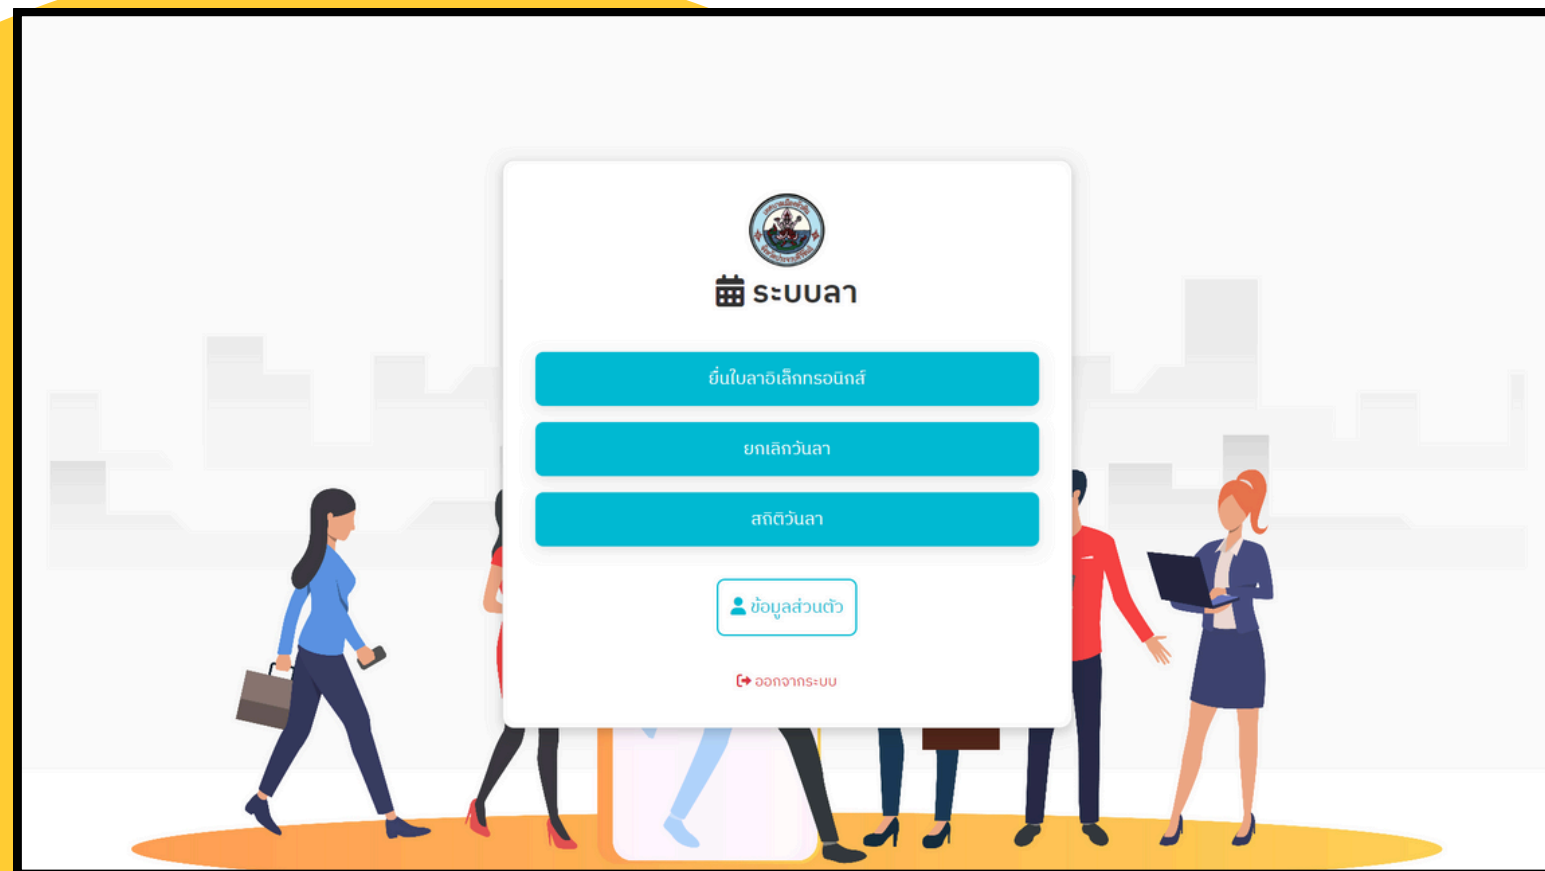 ระบบลา
ยื่นใบลาอิเล็กทรอนิกส์
ยกเลิกวันลา
สถิติวันลา
ข้อมูลส่วนตัว
ออกจากระบบ